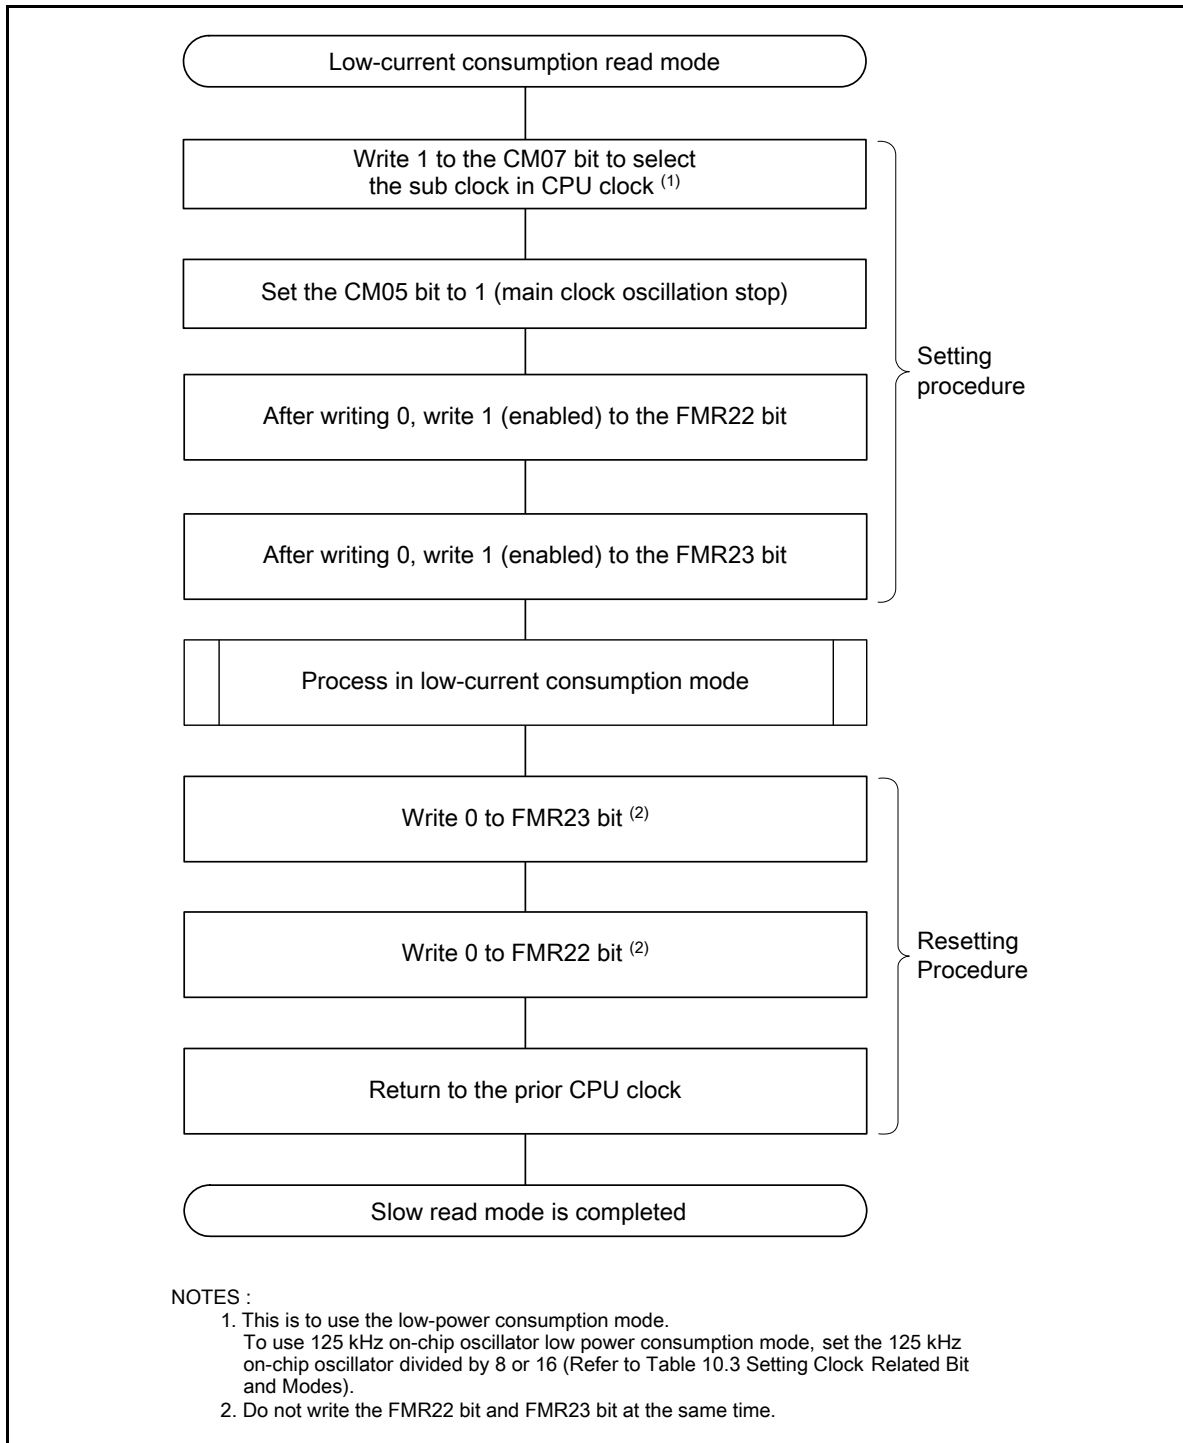 Low-current consumption read mode
Write 1 to the CM07 bit to select
the sub clock in CPU clock (1)
Set the CM05 bit to 1 (main clock oscillation stop)
After writing 0, write 1 (enabled) to the FMR22 bit
After writing 0, write 1 (enabled) to the FMR23 bit
Setting
procedure
Process in low-current consumption mode
Write 0 to FMR23 bit (2)
Write 0 to FMR22 bit (2)
Return to the prior CPU clock
Resetting
Procedure
Slow read mode is completed
NOTES :
1. This is to use the low-power consumption mode.
To use 125 kHz on-chip oscillator low power consumption mode, set the 125 kHz
on-chip oscillator divided by 8 or 16 (Refer to Table 10.3 Setting Clock Related Bit
and Modes).
2. Do not write the FMR22 bit and FMR23 bit at the same time.